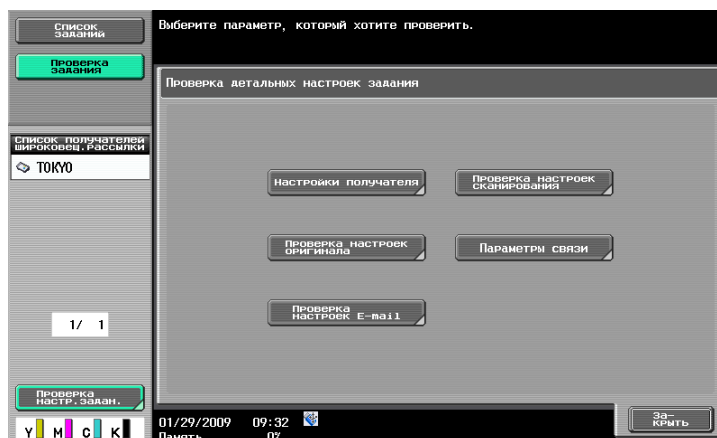 Список
заданий
Проверка
задания
Список получателей
широковещ.рассылки
TOKYO
1/ 1
Проверка
настр.задан.
Y M C K
Выберите параметр, который хотите проверить.
Проверка детальных настроек задания
Настройки получателя
Проверка настроек
сканирования
Проверка настроек
оригинала
Параметры связи
Проверка
настроек E-mail
01/29/2009 09:32
Память 0%
За-
крыть